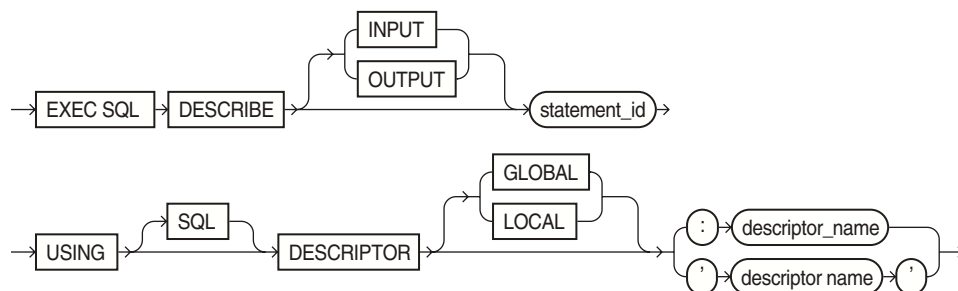 INPUT
OUTPUT
EXEC SQL DESCRIBE statement_id
GLOBAL
SQL LOCAL
USING DESCRIPTOR : descriptor_name
' descriptor name '